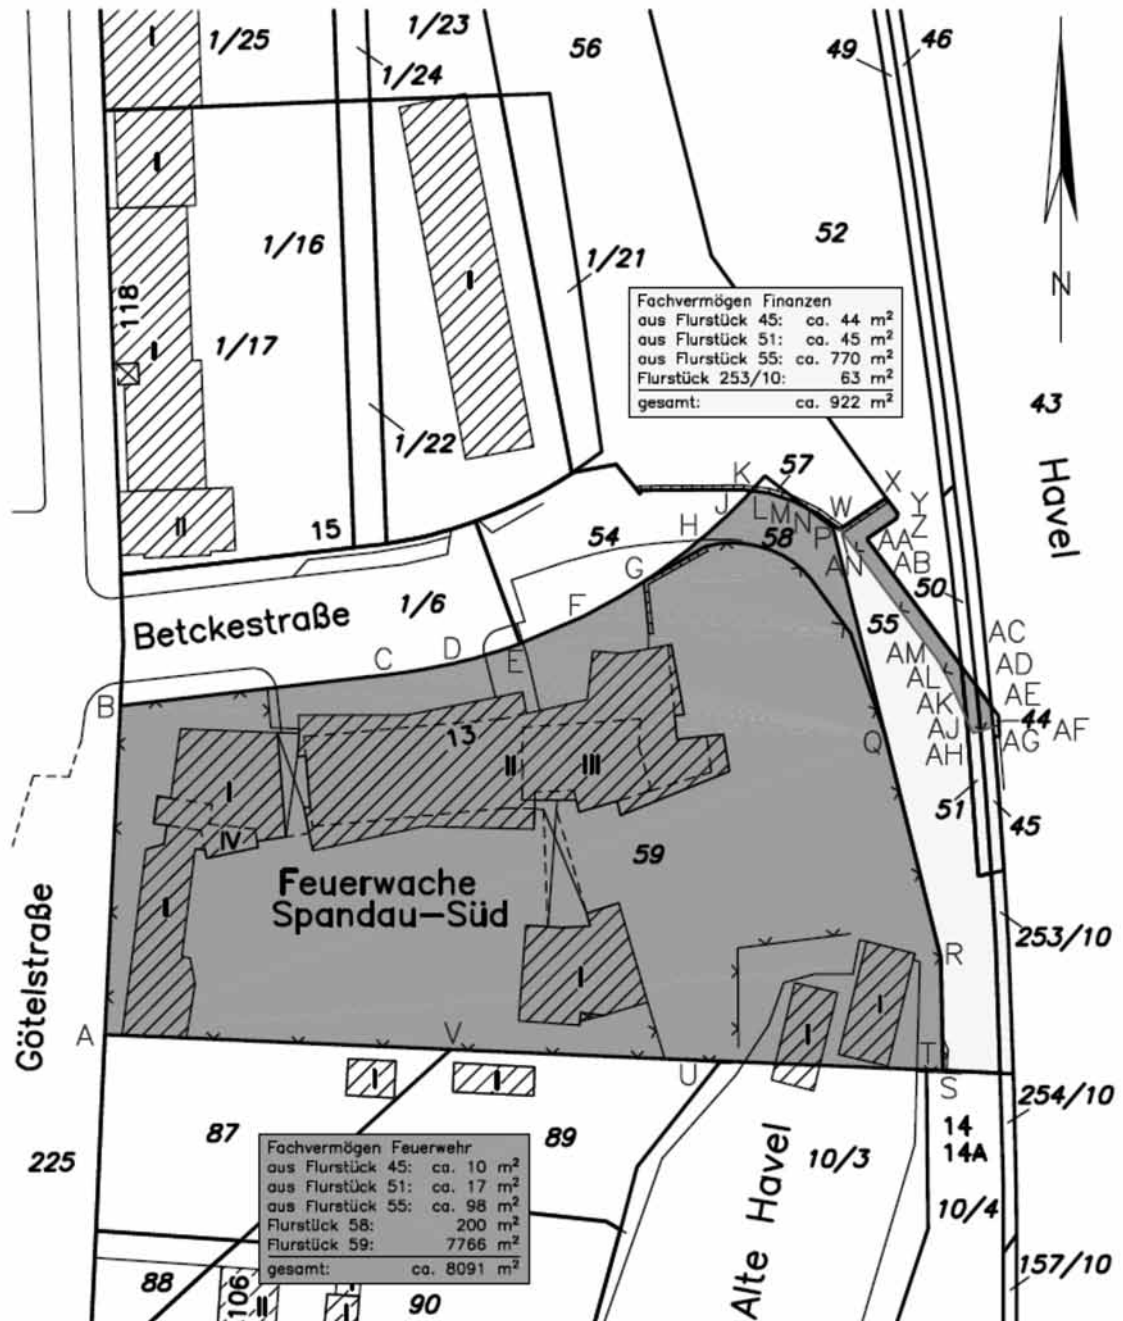 I
1/25
1/23
1/24
56
49
46
I
1/16
I
1/21
52
N
118
I
1/17
1/22
Fachvermögen Finanzen
aus Flurstück 45: ca. 44 m²
aus Flurstück 51: ca. 45 m²
aus Flurstück 55: ca. 770 m²
Flurstück 253/10: 63 m²
gesamt: ca. 922 m²
43
Havel
II
15
54
K
57
J
L
M
N
H
W
X
Y
Z
P
58
AA
AB
AN
G
50
F
1/6
Betckestraße
55
AC
AD
AE
AM
AL
AK
AJ
AH
44
AF
AG
C
D
E
B
13
II
III
Q
I
IV
51
45
59
Feuerwache
Spandau-Süd
I
Götelstraße
253/10
R
I
I
I
A
V
U
T
S
I
I
254/10
14
14A
87
89
225
10/3
10/4
Alte Havel
Fachvermögen Feuerwehr
aus Flurstück 45: ca. 10 m²
aus Flurstück 51: ca. 17 m²
aus Flurstück 55: ca. 98 m²
Flurstück 58: 200 m²
Flurstück 59: 7766 m²
gesamt: ca. 8091 m²
157/10
88
106
II
I
90